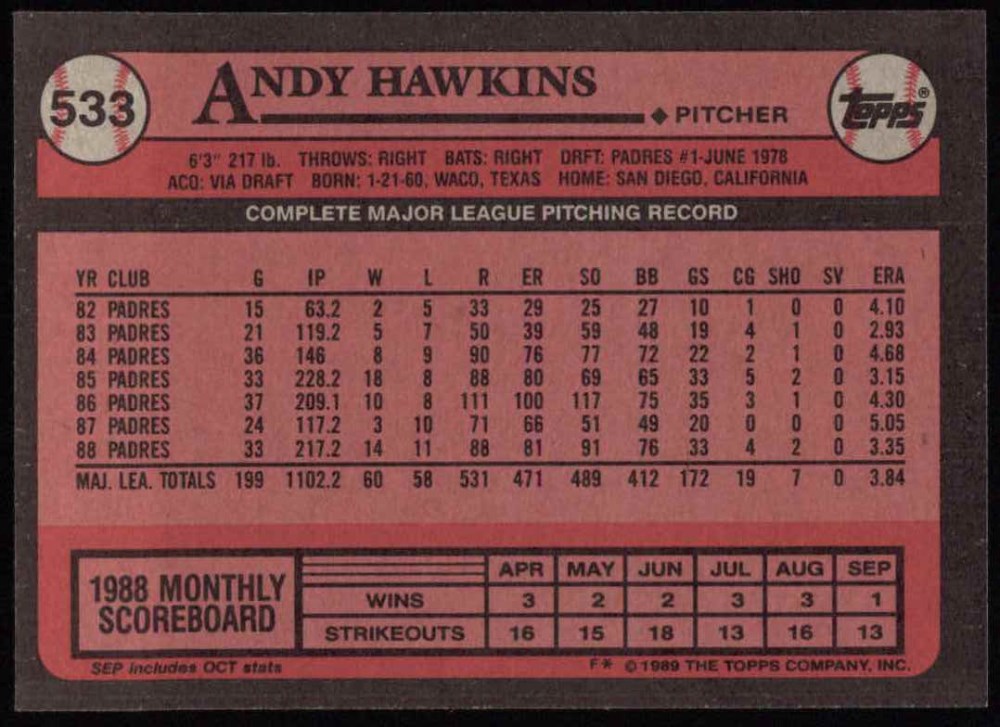 533
ANDY HAWKINS
◆ PITCHER
TOPPS®
6'3" 217 lb. THROWS: RIGHT BATS: RIGHT DRFT: PADRES #1-JUNE 1978
ACQ: VIA DRAFT BORN: 1-21-60, WACO, TEXAS HOME: SAN DIEGO, CALIFORNIA
COMPLETE MAJOR LEAGUE PITCHING RECORD
YR CLUB G IP W L R ER SO BB GS CG SHO SV ERA
82 PADRES 15 63.2 2 5 33 29 25 27 10 1 0 0 4.10
83 PADRES 21 119.2 5 7 50 39 59 48 19 4 1 0 2.93
84 PADRES 36 146 8 9 90 76 77 72 22 2 1 0 4.68
85 PADRES 33 228.2 18 8 88 80 69 65 33 5 2 0 3.15
86 PADRES 37 209.1 10 8 111 100 117 75 35 3 1 0 4.30
87 PADRES 24 117.2 3 10 71 66 51 49 20 0 0 0 5.05
88 PADRES 33 217.2 14 11 88 81 91 76 33 4 2 0 3.35
MAJ. LEA. TOTALS 199 1102.2 60 58 531 471 489 412 172 19 7 0 3.84
1988 MONTHLY
SCOREBOARD
APR MAY JUN JUL AUG SEP
WINS 3 2 2 3 3 1
STRIKEOUTS 16 15 18 13 16 13
SEP includes OCT stats
F* ©1989 THE TOPPS COMPANY, INC.